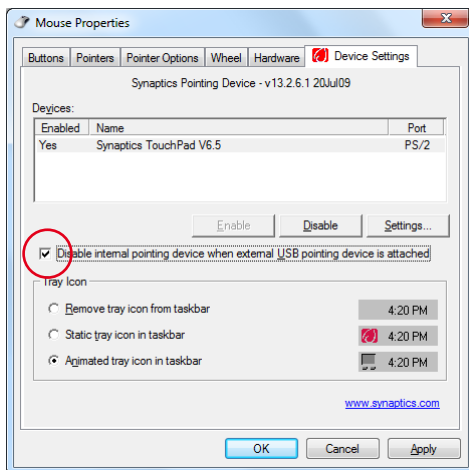 Mouse Properties
Buttons Pointers Pointer Options Wheel Hardware Device Settings
Synaptics Pointing Device - v13.2.6.1 20Jul09
Devices:
Enabled Name Port
Yes Synaptics TouchPad V6.5 PS/2
Enable Disable Settings...
Disable internal pointing device when external USB pointing device is attached
Tray Icon
Remove tray icon from taskbar 4:20 PM
Static tray icon in taskbar 4:20 PM
Animated tray icon in taskbar 4:20 PM
www.synaptics.com
OK Cancel Apply